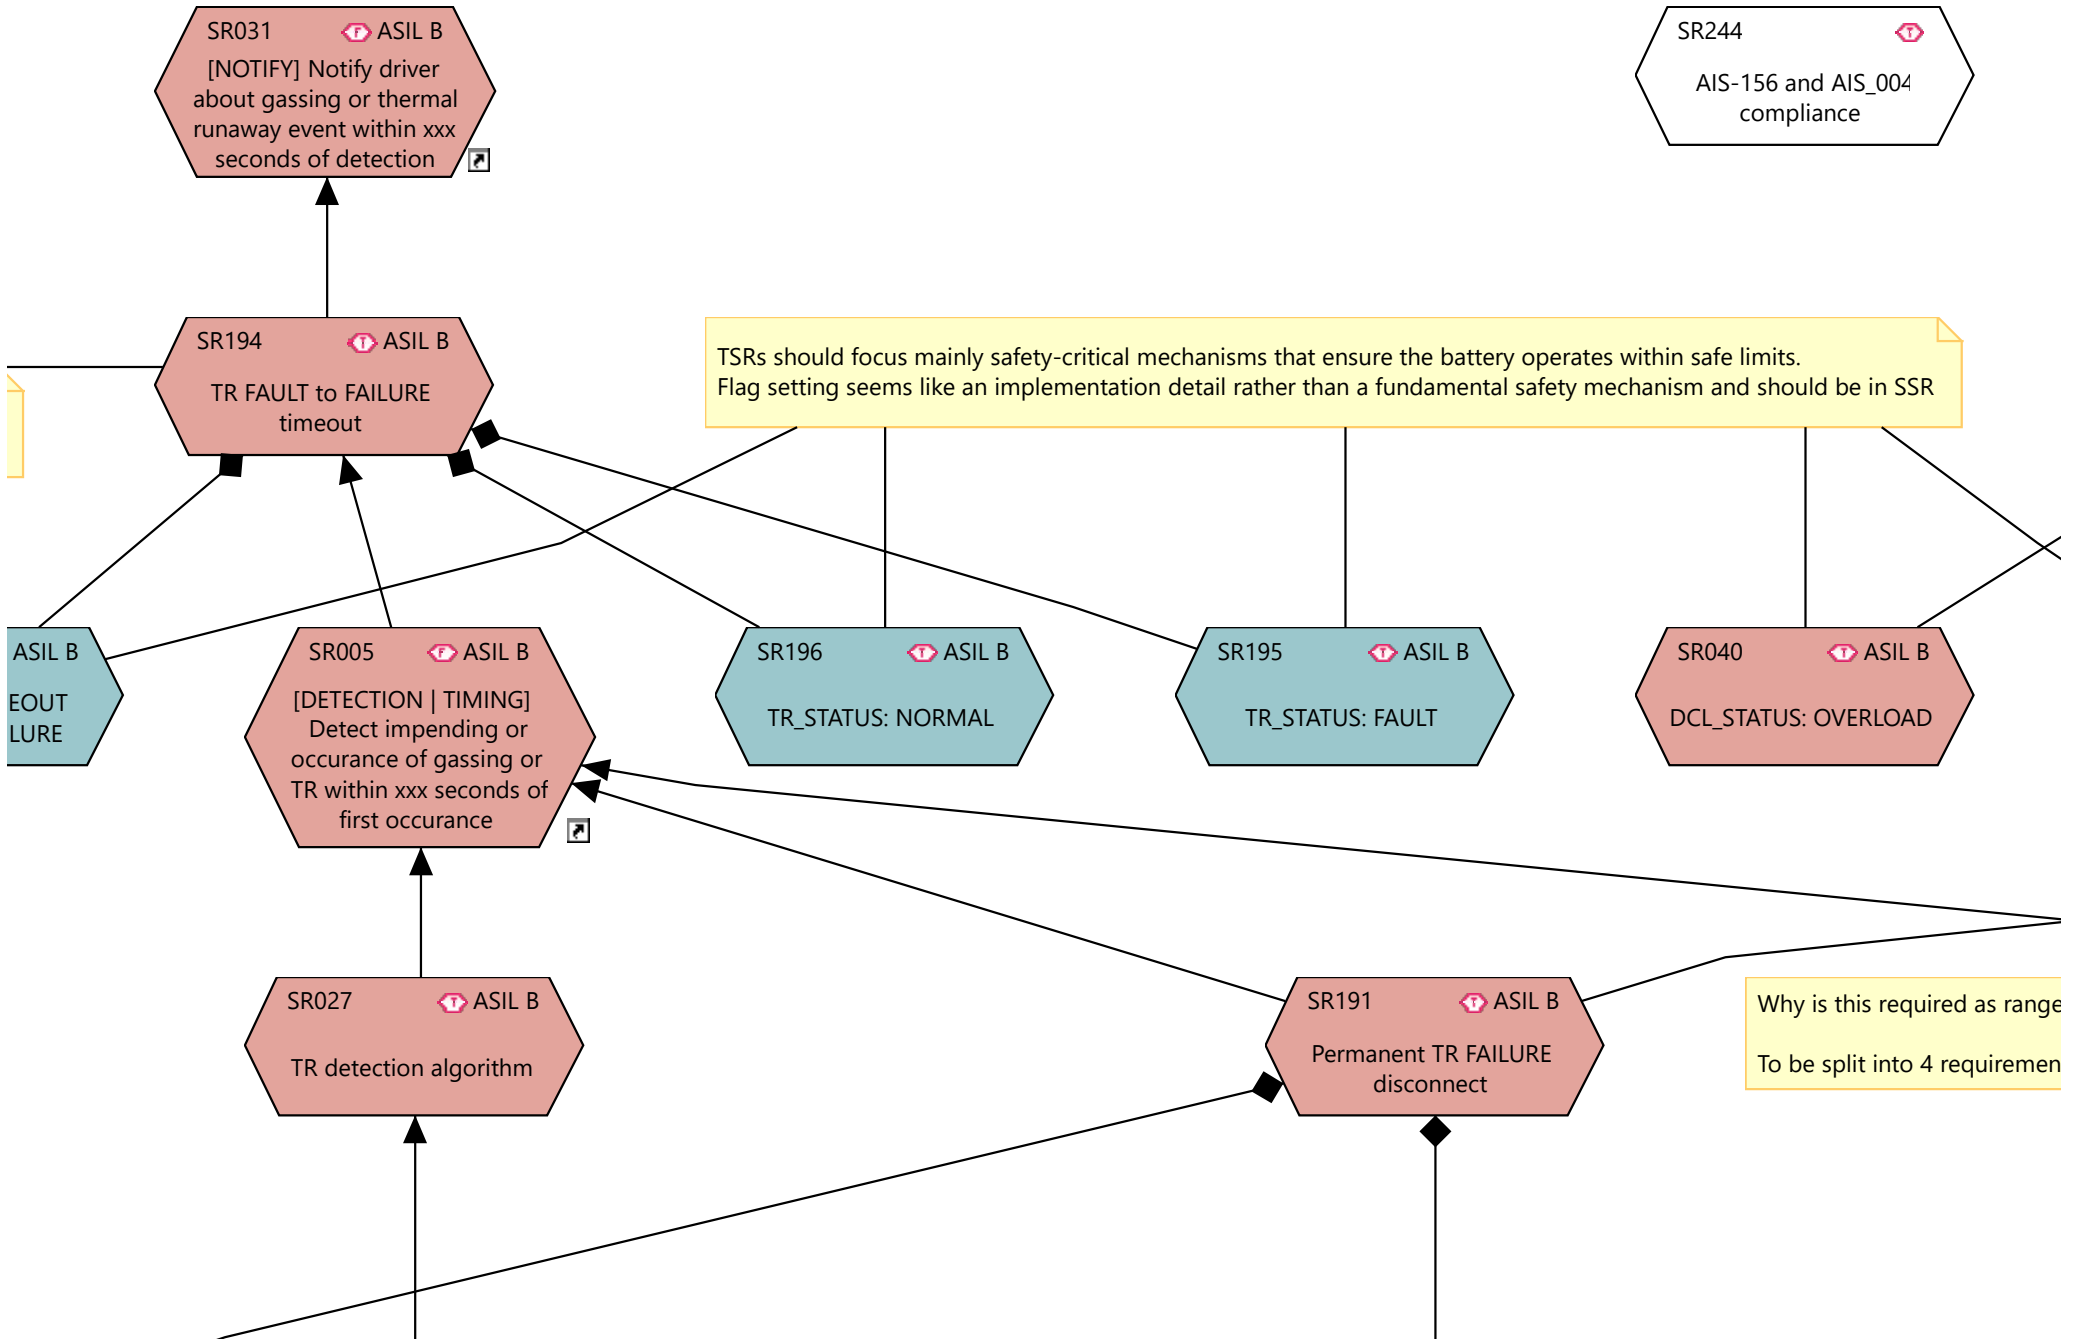 SR031 F ASIL B
[NOTIFY] Notify driver
about gassing or thermal
runaway event within xxx
seconds of detection
SR244 T
AIS-156 and AIS_004
compliance
SR194 T ASIL B
TR FAULT to FAILURE
timeout
TSRs should focus mainly safety-critical mechanisms that ensure the battery operates within safe limits.
Flag setting seems like an implementation detail rather than a fundamental safety mechanism and should be in SSR
ASIL B
EOUT
LURE
SR005 F ASIL B
[DETECTION | TIMING]
Detect impending or
occurance of gassing or
TR within xxx seconds of
first occurance
SR196 T ASIL B
TR_STATUS: NORMAL
SR195 T ASIL B
TR_STATUS: FAULT
SR040 T ASIL B
DCL_STATUS: OVERLOAD
SR027 T ASIL B
TR detection algorithm
SR191 T ASIL B
Permanent TR FAILURE
disconnect
Why is this required as range
To be split into 4 requiremen